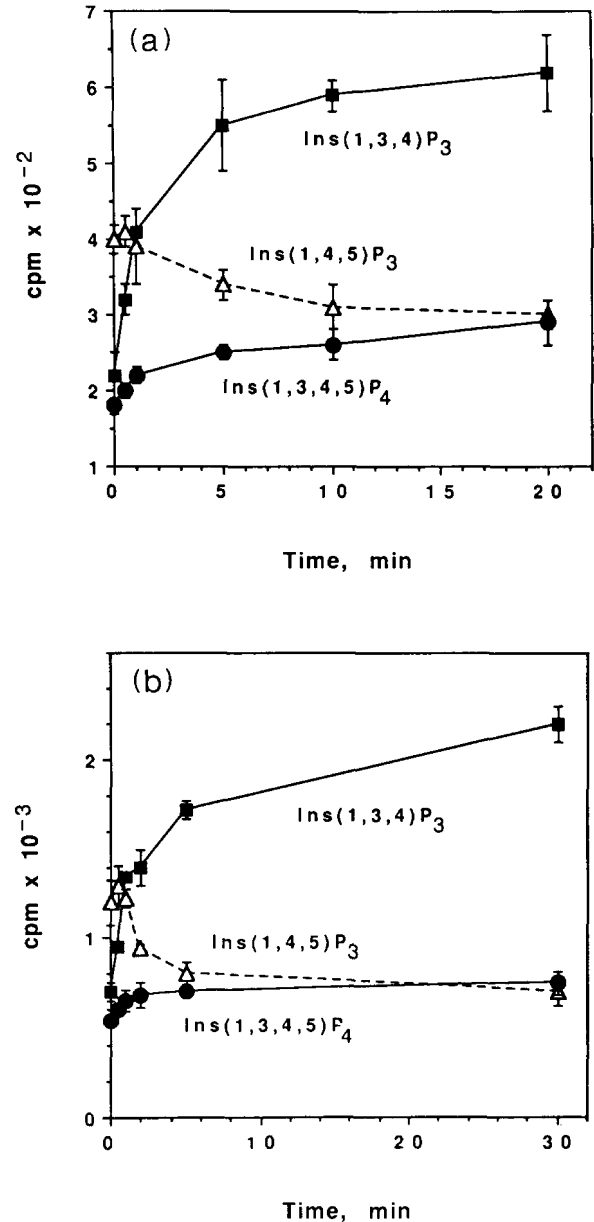 (a)
7
6
5
4
3
2
1
cpm x 10⁻²
Ins(1,3,4)P₃
Ins(1,4,5)P₃
Ins(1,3,4,5)P₄
0 5 10 15 20
Time, min
(b)
2
1
0
cpm x 10⁻³
Ins(1,3,4)P₃
Ins(1,4,5)P₃
Ins(1,3,4,5)P₄
0 10 20 30
Time, min